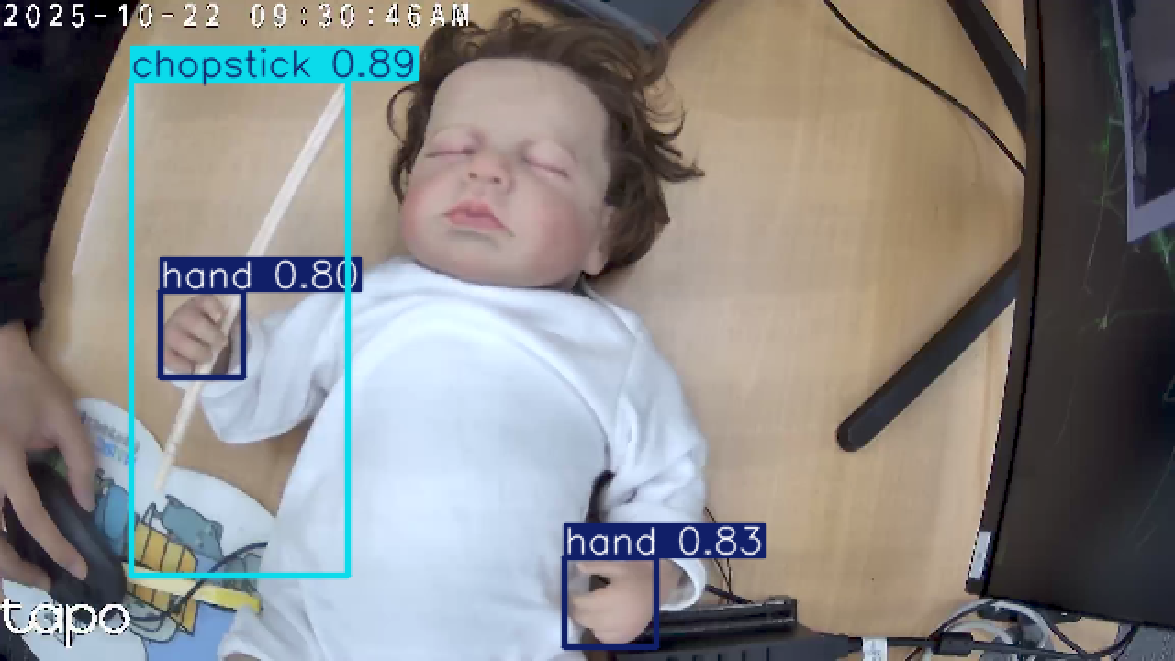 2025-10-22 09:30:46AM
chopstick 0.89
hand 0.80
hand 0.83
tapo